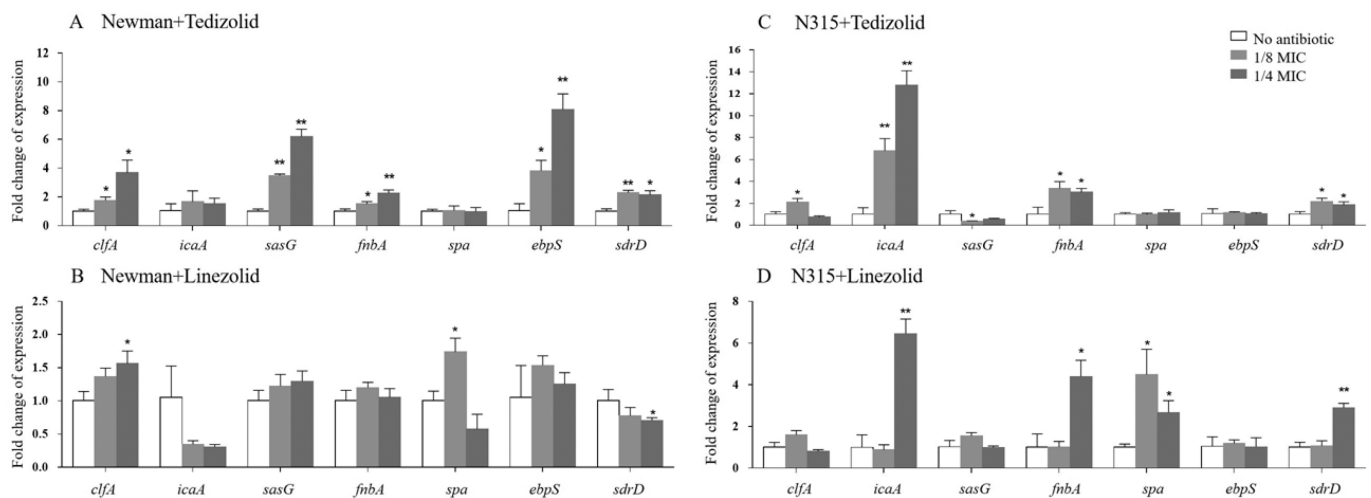 A Newman+Tedizolid
Fold change of expression
12
10
8
6
4
2
0
* * ** ** * ** * ** ** *
clfA icaA sasG fnbA spa ebpS sdrD
C N315+Tedizolid
No antibiotic
1/8 MIC
1/4 MIC
Fold change of expression
16
14
12
10
8
6
4
2
0
* ** ** * * * * *
clfA icaA sasG fnbA spa ebpS sdrD
B Newman+Linezolid
Fold change of expression
2.5
2.0
1.5
1.0
0.5
0.0
* * *
clfA icaA sasG fnbA spa ebpS sdrD
D N315+Linezolid
Fold change of expression
8
6
4
2
0
** * * * **
clfA icaA sasG fnbA spa ebpS sdrD